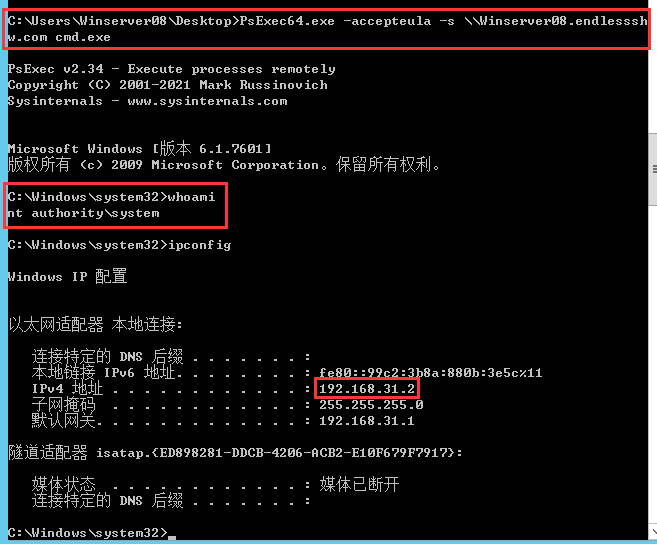 C:\Users\Winserver08\Desktop>PsExec64.exe -accepteula -s \\Winserver08.endlesssh
w.com cmd.exe
PsExec v2.34 - Execute processes remotely
Copyright (C) 2001-2021 Mark Russinovich
Sysinternals - www.sysinternals.com
Microsoft Windows [版本 6.1.7601]
版权所有 (c) 2009 Microsoft Corporation。保留所有权利。
C:\Windows\system32>whoami
nt authority\system
C:\Windows\system32>ipconfig
Windows IP 配置
以太网适配器 本地连接:
连接特定的 DNS 后缀 . . . . . . . :
本地链接 IPv6 地址. . . . . . . . : fe80::99c2:3b8a:880b:3e5c%11
IPv4 地址 . . . . . . . . . . . . : 192.168.31.2
子网掩码 . . . . . . . . . . . . : 255.255.255.0
默认网关. . . . . . . . . . . . . : 192.168.31.1
隧道适配器 isatap.{ED898281-DDCB-4206-ACB2-E10F679F7917}:
媒体状态 . . . . . . . . . . . . : 媒体已断开
连接特定的 DNS 后缀 . . . . . . . :
C:\Windows\system32>_